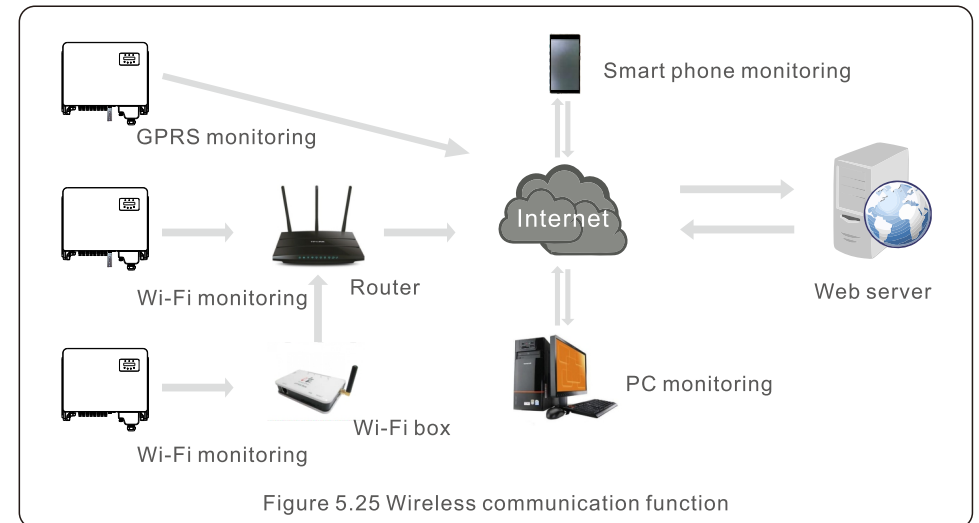 Smart phone monitoring
GPRS monitoring
Internet
Wi-Fi monitoring
Router
Web server
PC monitoring
Wi-Fi box
Wi-Fi monitoring
Figure 5.25 Wireless communication function